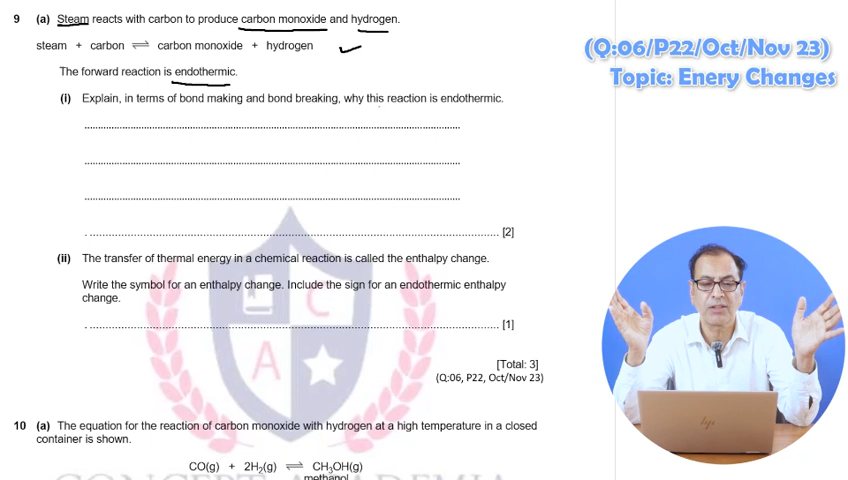 9 (a) Steam reacts with carbon to produce carbon monoxide and hydrogen.
steam + carbon ⇌ carbon monoxide + hydrogen
The forward reaction is endothermic.
(i) Explain, in terms of bond making and bond breaking, why this reaction is endothermic.
[2]
(ii) The transfer of thermal energy in a chemical reaction is called the enthalpy change.
Write the symbol for an enthalpy change. Include the sign for an endothermic enthalpy
change.
[1]
[Total: 3]
(Q:06, P22, Oct/Nov 23)
10 (a) The equation for the reaction of carbon monoxide with hydrogen at a high temperature in a closed
container is shown.
CO(g) + 2H₂(g) ⇌ CH₃OH(g)
methanol
(Q:06/P22/Oct/Nov 23)
Topic: Enery Changes
C
A
CONCEPT ACADEMIA
hp